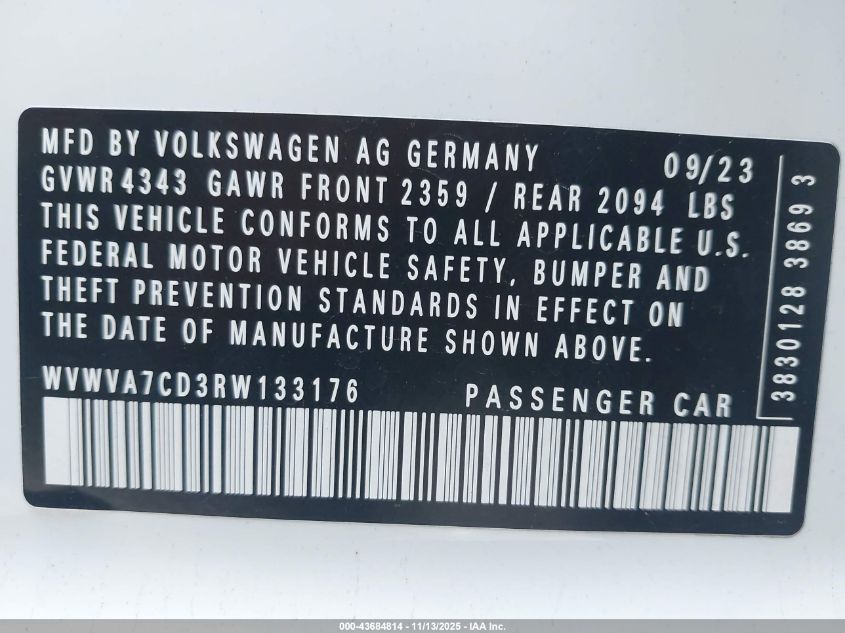 MFD BY VOLKSWAGEN AG GERMANY 09/23
GVWR 4343 GAWR FRONT 2359 / REAR 2094 LBS
THIS VEHICLE CONFORMS TO ALL APPLICABLE U.S.
FEDERAL MOTOR VEHICLE SAFETY, BUMPER AND
THEFT PREVENTION STANDARDS IN EFFECT ON
THE DATE OF MANUFACTURE SHOWN ABOVE.
WVWVA7CD3RW133176 PASSENGER CAR
3830128 3869 3
000-43684814 - 11/13/2025 - IAA Inc.